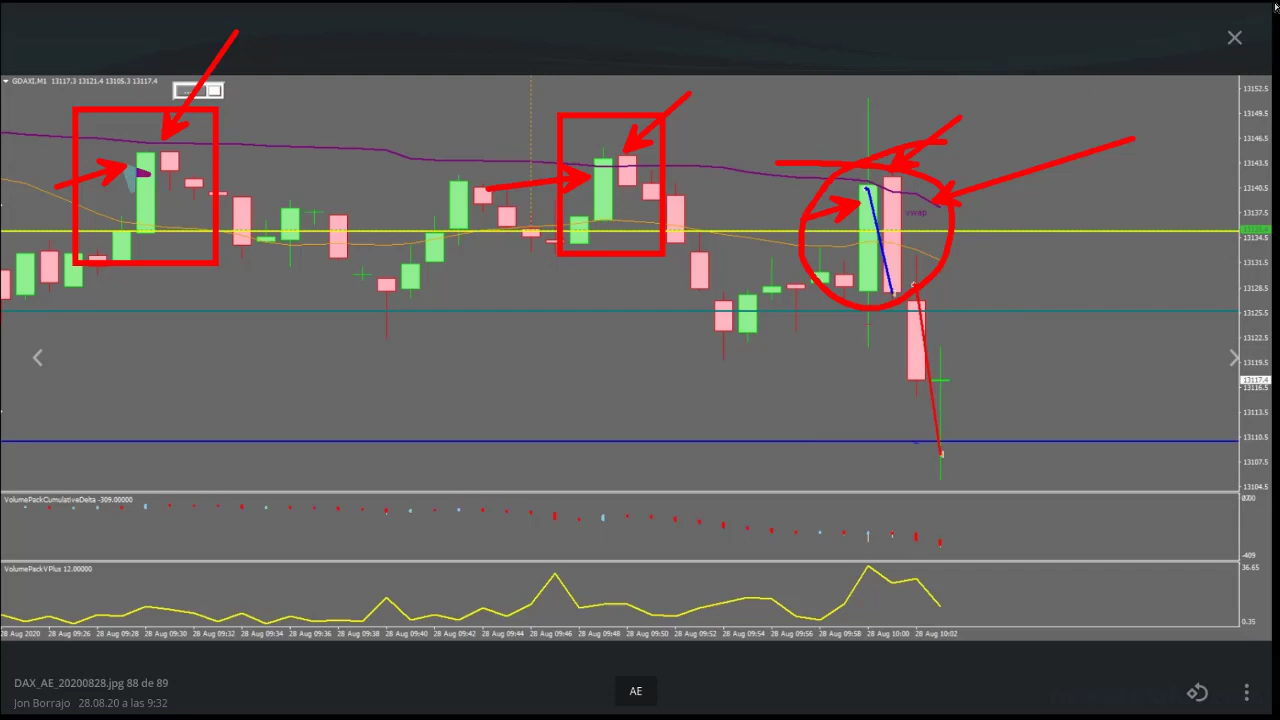 GDAXI,M1 13117.3 13121.4 13105.3 13117.4
...
13152.5
13149.5
13146.5
13143.5
13140.5
13137.5
13134.5
13131.5
13128.5
13125.5
13119.5
13117.4
13116.5
13113.5
13110.5
13107.5
13104.5
vwap
VolumePackCumulativeDelta -309.00000
-409
VolumePackVPlus 12.00000
36.65
0.35
28 Aug 2020 28 Aug 09:26 28 Aug 09:28 28 Aug 09:30 28 Aug 09:32 28 Aug 09:34 28 Aug 09:36 28 Aug 09:38 28 Aug 09:40 28 Aug 09:42 28 Aug 09:44 28 Aug 09:46 28 Aug 09:48 28 Aug 09:50 28 Aug 09:52 28 Aug 09:54 28 Aug 09:56 28 Aug 09:58 28 Aug 10:00 28 Aug 10:02
DAX_AE_20200828.jpg 88 de 89
AE
Jon Borrajo 28.08.20 a las 9:32